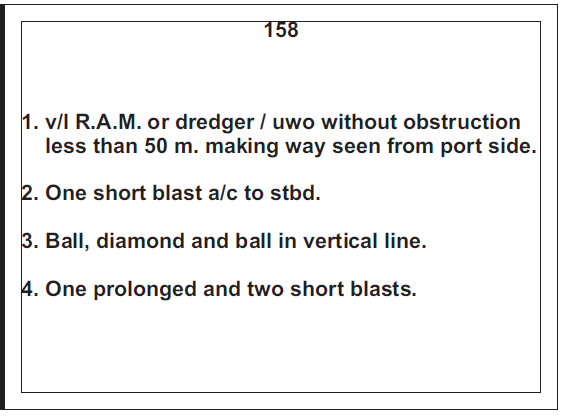 158
1. v/l R.A.M. or dredger / uwo without obstruction
less than 50 m. making way seen from port side.
2. One short blast a/c to stbd.
3. Ball, diamond and ball in vertical line.
4. One prolonged and two short blasts.